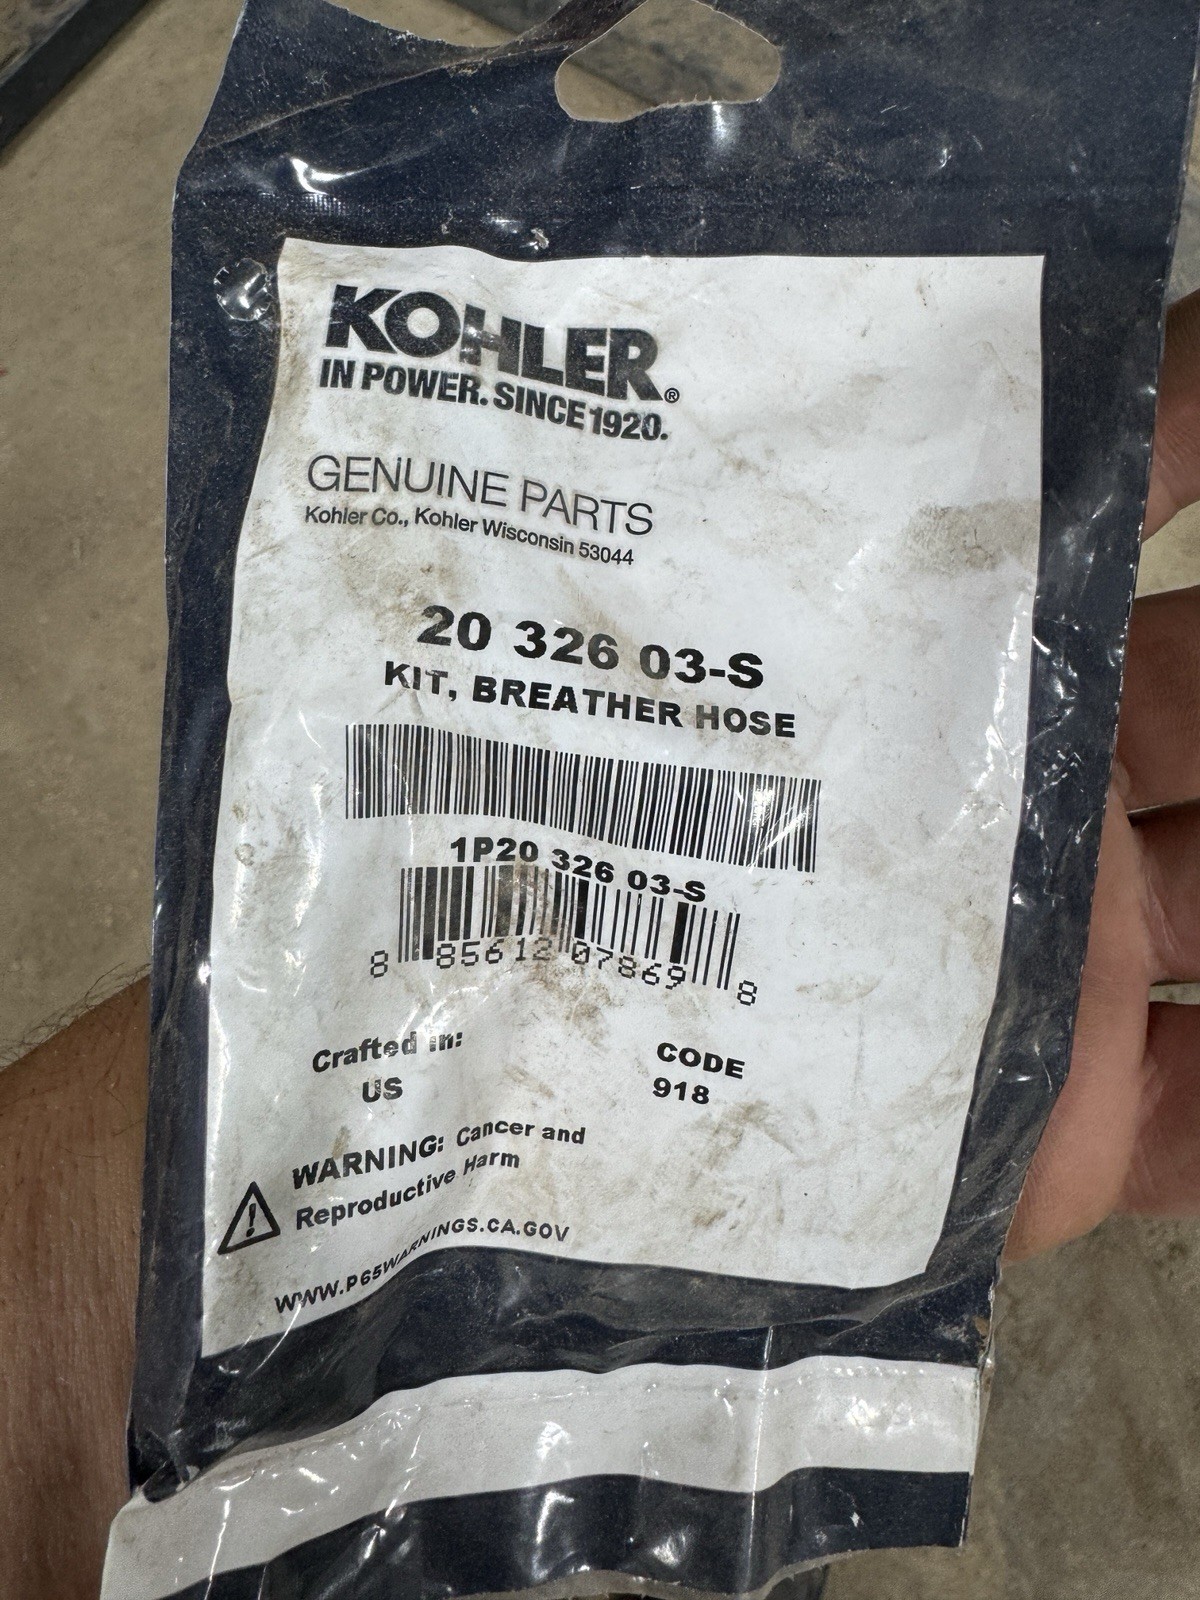 KOHLER®
IN POWER. SINCE 1920.
GENUINE PARTS
Kohler Co., Kohler Wisconsin 53044
20 326 03-S
KIT, BREATHER HOSE
1P20 326 03-S
8 85612 07869 8
Crafted in:
US
CODE
918
WARNING: Cancer and
Reproductive Harm
WWW.P65WARNINGS.CA.GOV